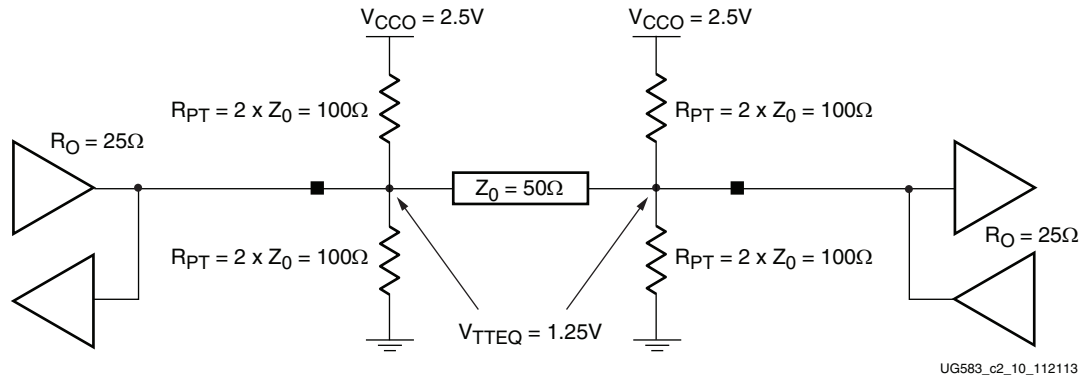 V_CCO = 2.5V
V_CCO = 2.5V
R_PT = 2 x Z_0 = 100Ω
R_PT = 2 x Z_0 = 100Ω
R_O = 25Ω
Z_0 = 50Ω
R_O = 25Ω
R_PT = 2 x Z_0 = 100Ω
R_PT = 2 x Z_0 = 100Ω
V_TTEQ = 1.25V
UG583_c2_10_112113